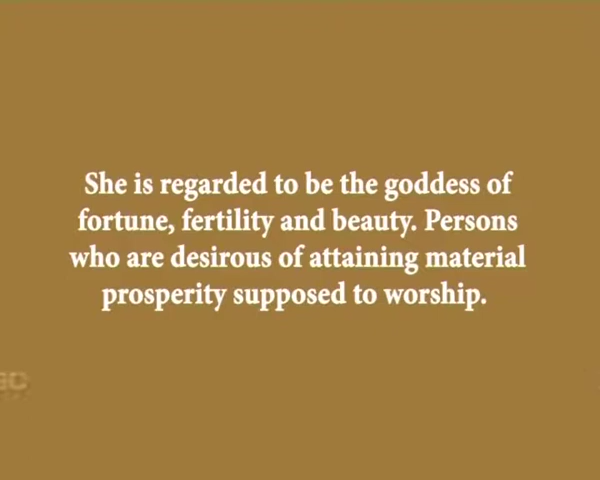 She is regarded to be the goddess of
fortune, fertility and beauty. Persons
who are desirous of attaining material
prosperity supposed to worship.